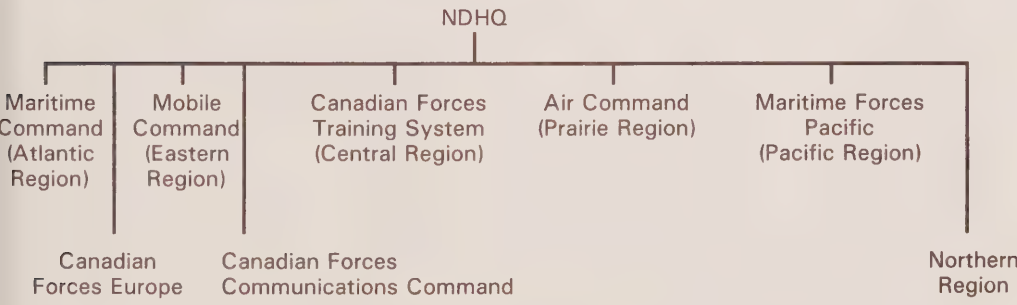 NDHQ
Maritime
Command
(Atlantic
Region)
Mobile
Command
(Eastern
Region)
Canadian Forces
Training System
(Central Region)
Air Command
(Prairie Region)
Maritime Forces
Pacific
(Pacific Region)
Canadian
Forces Europe
Canadian Forces
Communications Command
Northern
Region